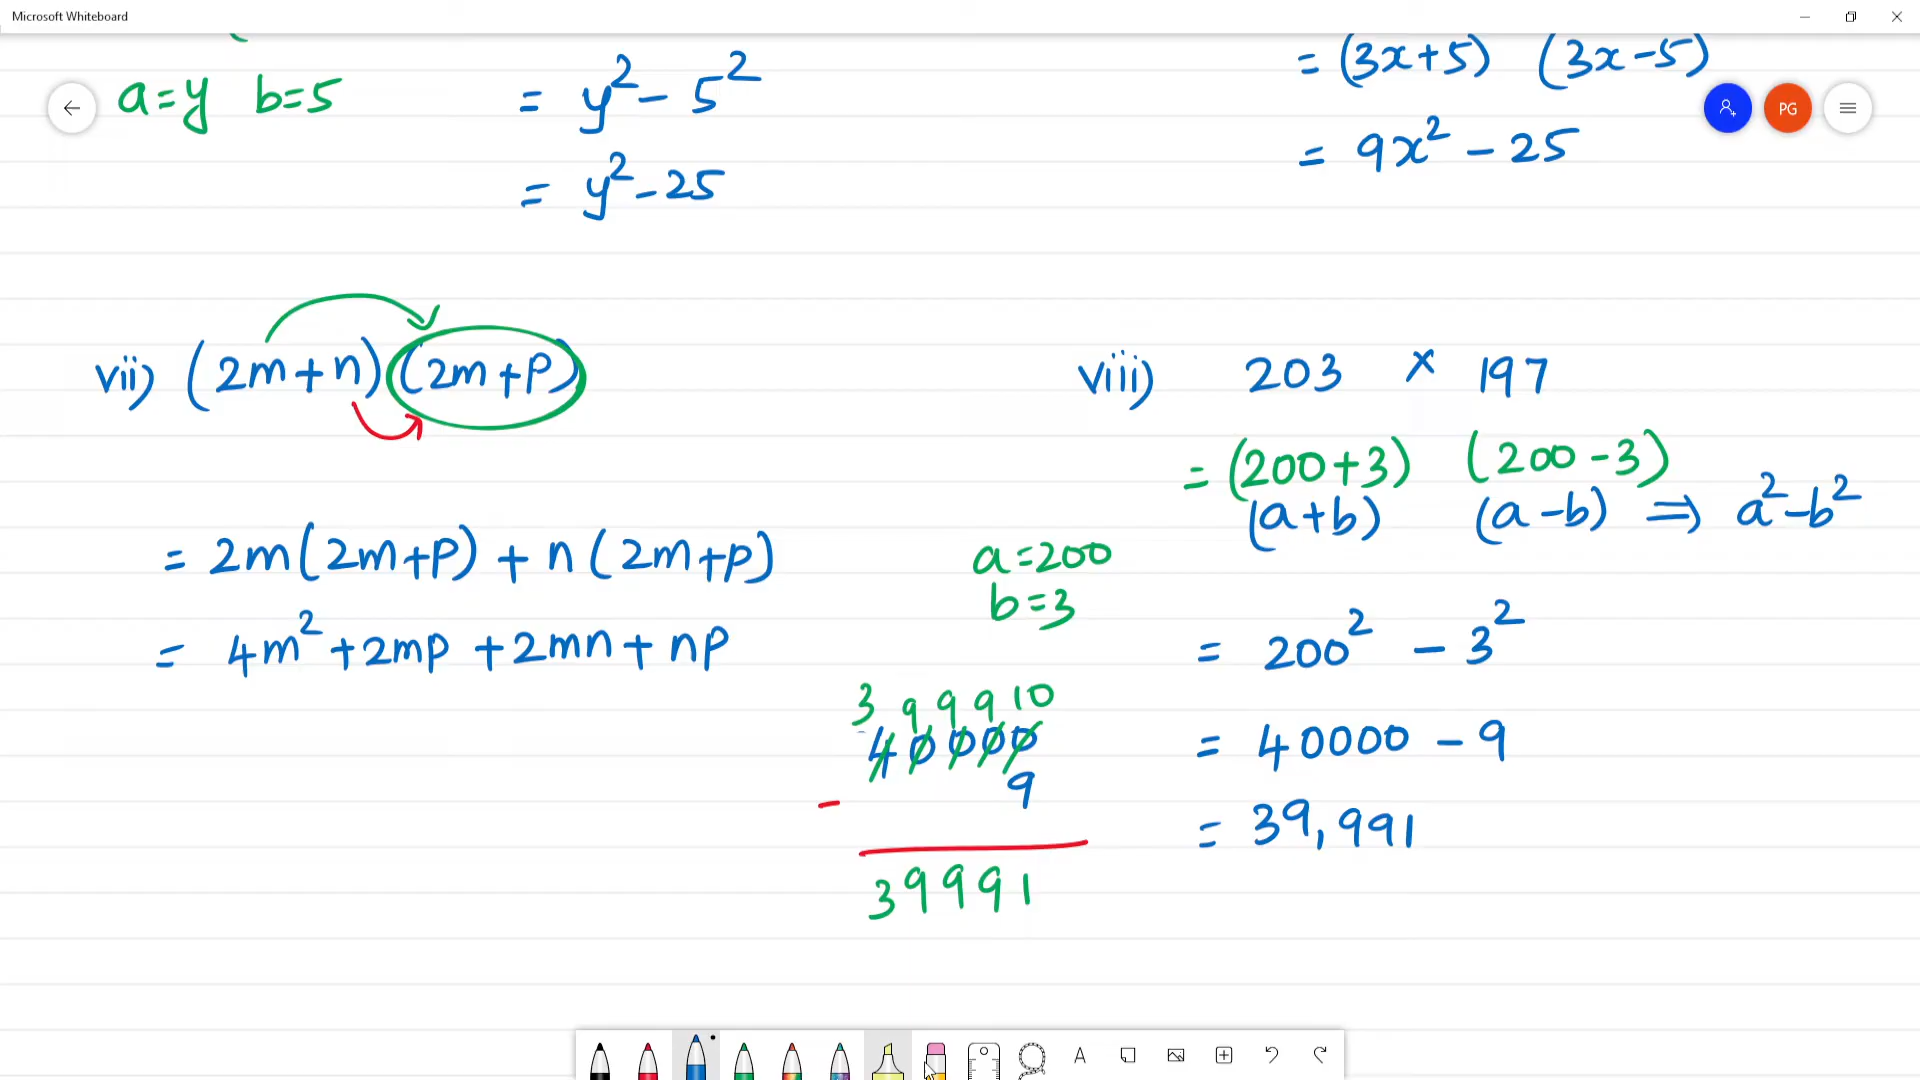 Microsoft Whiteboard
a=y b=5
= y² - 5²
= y² - 25
= (3x+5) (3x-5)
= 9x² - 25
PG
vii) (2m+n)(2m+p)
= 2m(2m+p) + n(2m+p)
= 4m² + 2mp + 2mn + np
viii) 203 × 197
= (200+3) (200-3)
(a+b) (a-b) ⇒ a²-b²
a=200
b=3
= 200² - 3²
= 40000 - 9
= 39,991
3 9 9 9 10
40000
- 9
39991
A